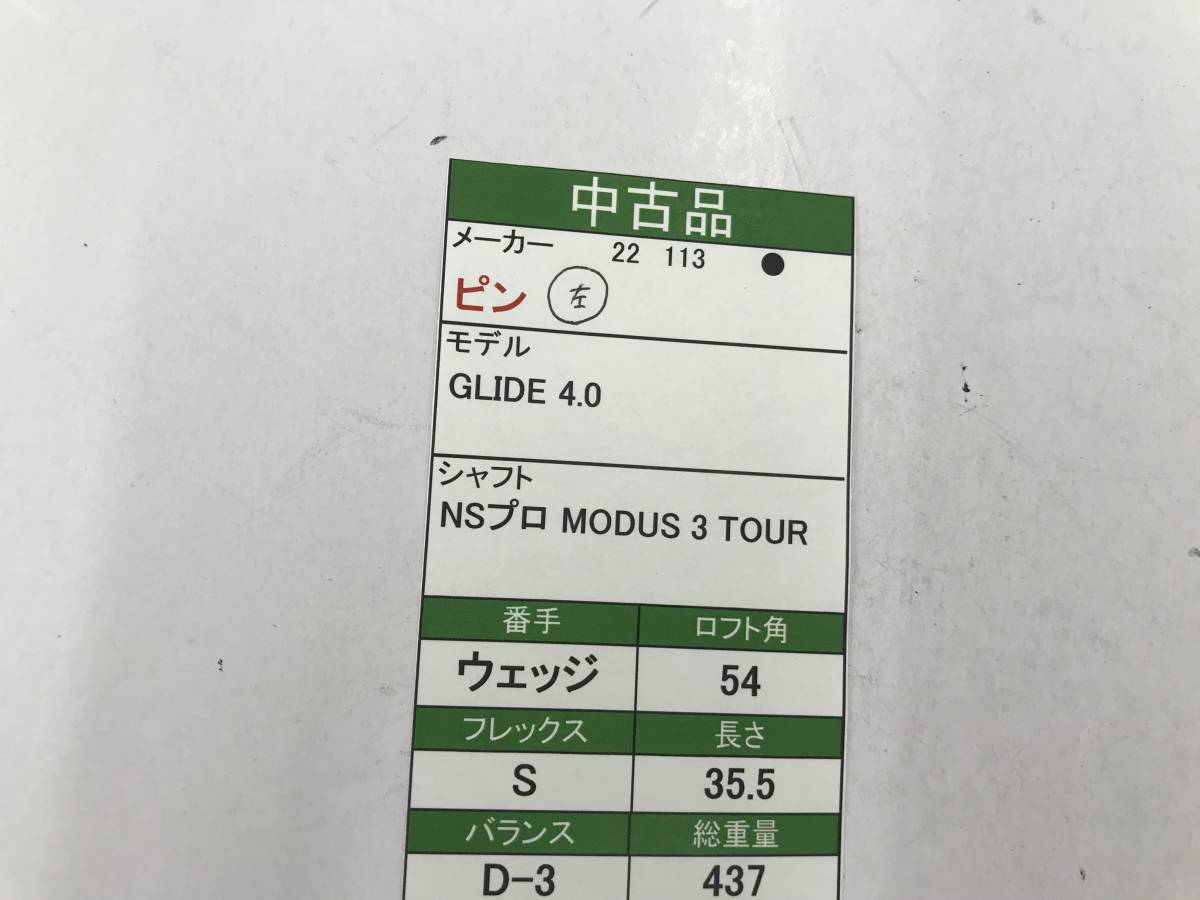 中古品
メーカー 22 113 ●
ピン 左
モデル
GLIDE 4.0
シャフト
NSプロ MODUS 3 TOUR
番手 ロフト角
ウェッジ 54
フレックス 長さ
S 35.5
バランス 総重量
D-3 437